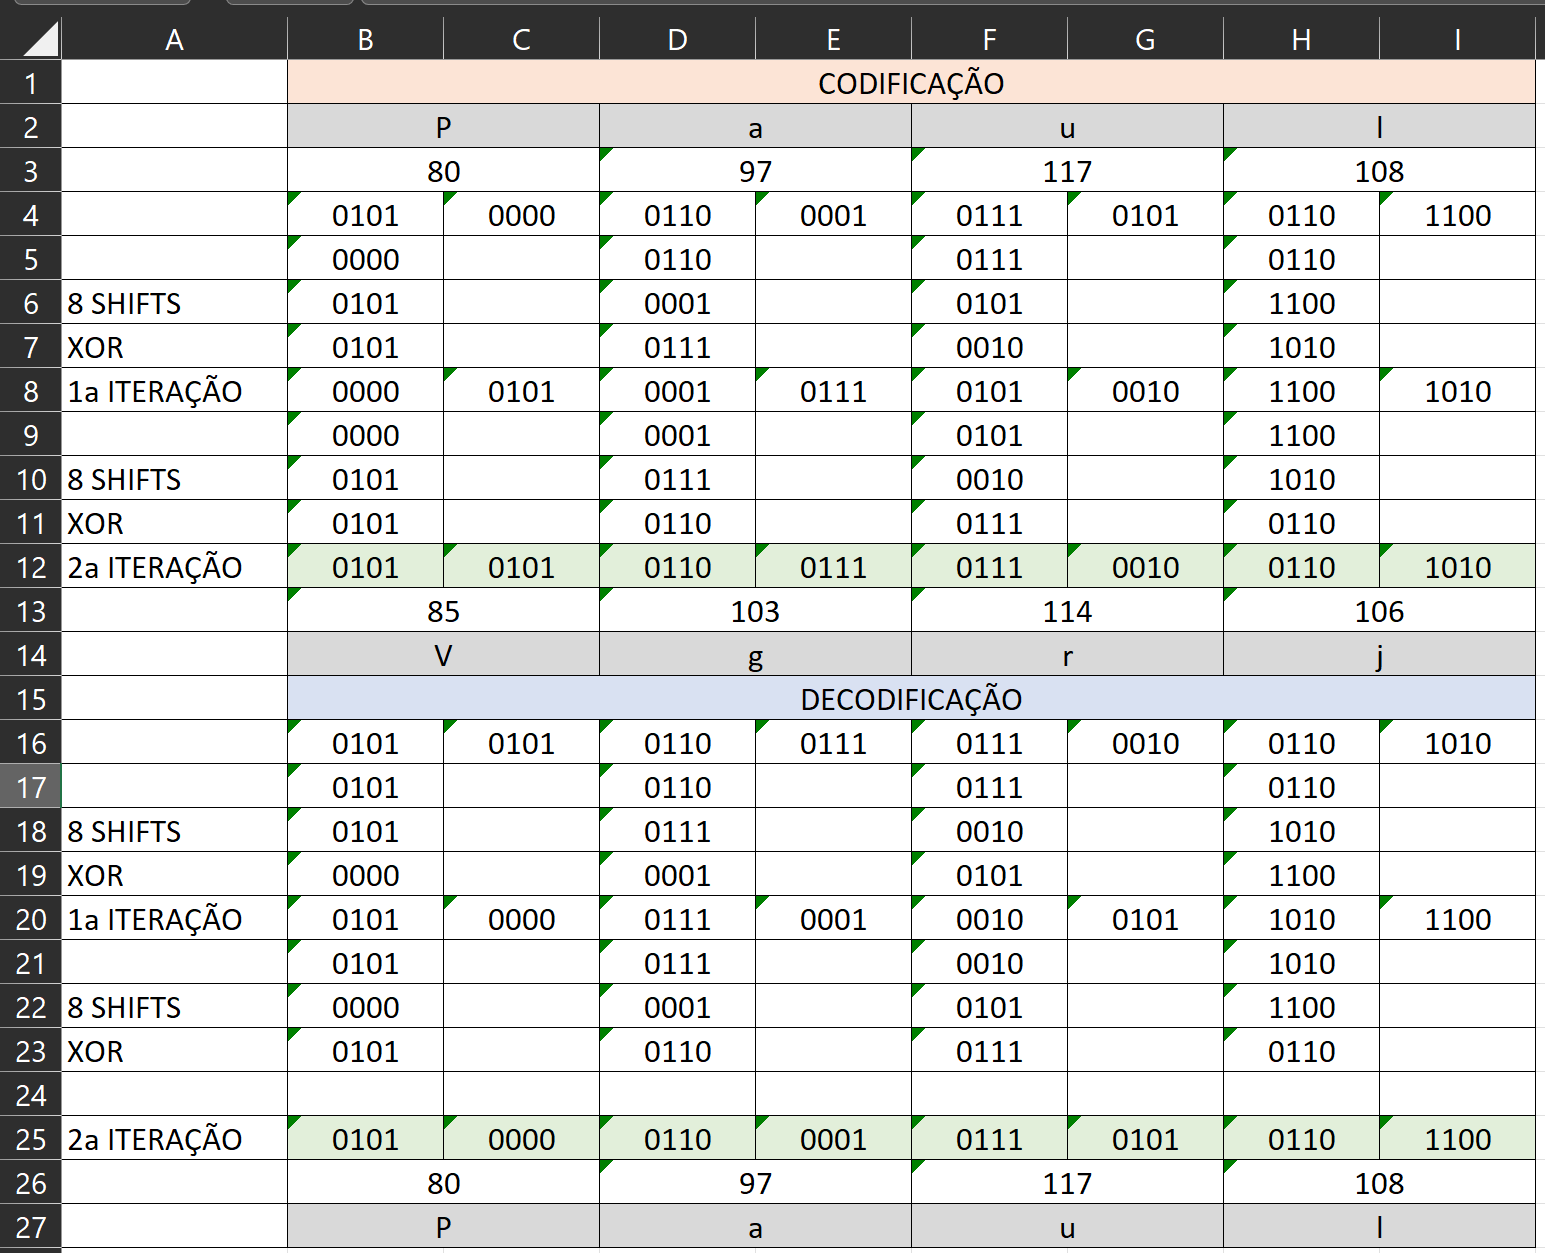 A B C D E F G H I
1 CODIFICAÇÃO
2 P a u l
3 80 97 117 108
4 0101 0000 0110 0001 0111 0101 0110 1100
5 0000 0110 0111 0110
6 8 SHIFTS 0101 0001 0101 1100
7 XOR 0101 0111 0010 1010
8 1a ITERAÇÃO 0000 0101 0001 0111 0101 0010 1100 1010
9 0000 0001 0101 1100
10 8 SHIFTS 0101 0111 0010 1010
11 XOR 0101 0110 0111 0110
12 2a ITERAÇÃO 0101 0101 0110 0111 0111 0010 0110 1010
13 85 103 114 106
14 V g r j
15 DECODIFICAÇÃO
16 0101 0101 0110 0111 0111 0010 0110 1010
17 0101 0110 0111 0110
18 8 SHIFTS 0101 0111 0010 1010
19 XOR 0000 0001 0101 1100
20 1a ITERAÇÃO 0101 0000 0111 0001 0010 0101 1010 1100
21 0101 0111 0010 1010
22 8 SHIFTS 0000 0001 0101 1100
23 XOR 0101 0110 0111 0110
24
25 2a ITERAÇÃO 0101 0000 0110 0001 0111 0101 0110 1100
26 80 97 117 108
27 P a u l